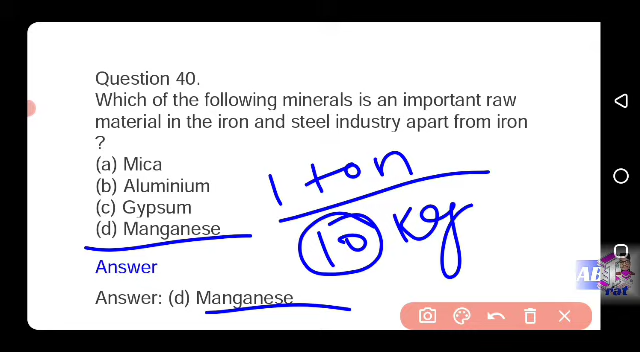 Question 40.
Which of the following minerals is an important raw
material in the iron and steel industry apart from iron
?
(a) Mica
(b) Aluminium
(c) Gypsum
(d) Manganese
1 ton
10 Kg
Answer
Answer: (d) Manganese
rat